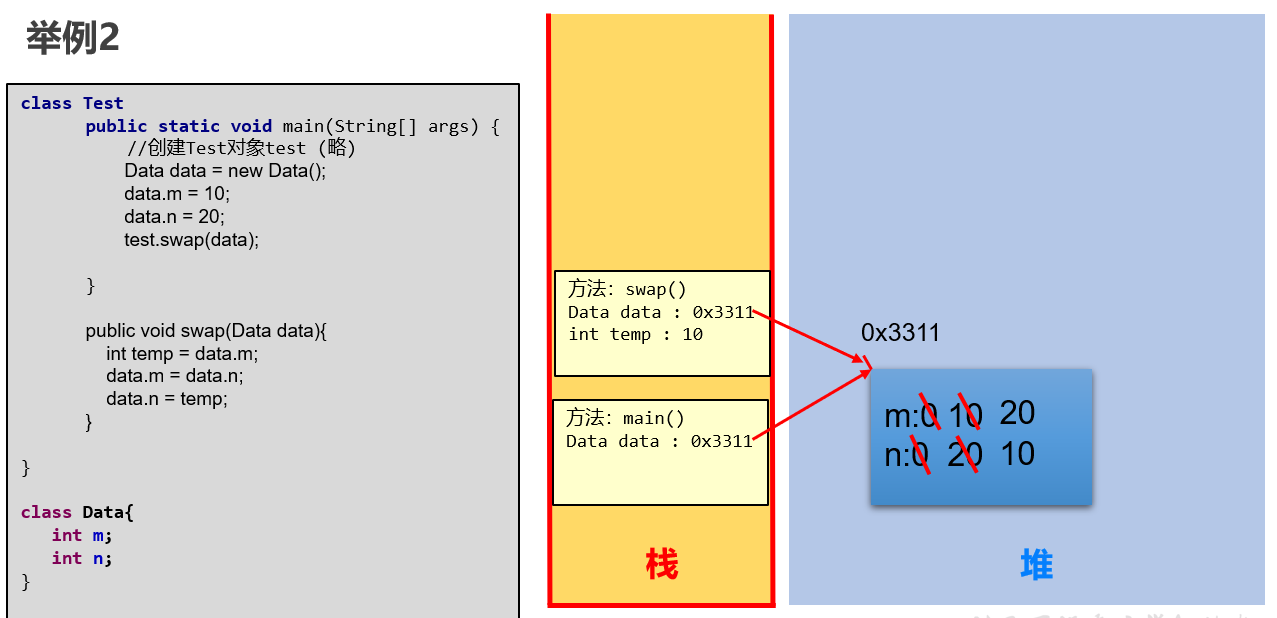 举例2
class Test
public static void main(String[] args) {
//创建Test对象test (略)
Data data = new Data();
data.m = 10;
data.n = 20;
test.swap(data);
}
public void swap(Data data){
int temp = data.m;
data.m = data.n;
data.n = temp;
}
}
class Data{
int m;
int n;
}
方法: swap()
Data data : 0x3311
int temp : 10
方法: main()
Data data : 0x3311
栈
0x3311
m:0 10 20
n:0 20 10
堆